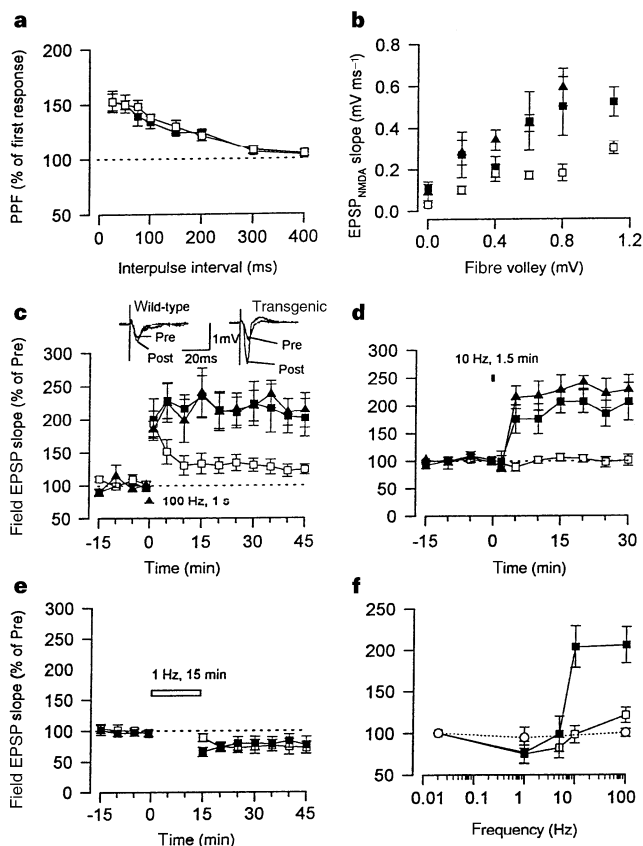 a
PPF (% of first response)
200
150
100
50
0 100 200 300 400
Interpulse interval (ms)
b
EPSP NMDA slope (mV ms⁻¹)
0.8
0.6
0.4
0.2
0.0
0.0 0.4 0.8 1.2
Fibre volley (mV)
c
Field EPSP slope (% of Pre)
Wild-type
Transgenic
Pre
Post
1mV
20ms
Pre
Post
300
250
200
150
100
50
100 Hz, 1 s
-15 0 15 30 45
Time (min)
d
10 Hz, 1.5 min
300
250
200
150
100
50
0
-15 0 15 30
Time (min)
e
Field EPSP slope (% of Pre)
300
250
200
150
100
50
0
1 Hz, 15 min
-15 0 15 30 45
Time (min)
f
250
200
150
100
50
0.01 0.1 1 10 100
Frequency (Hz)